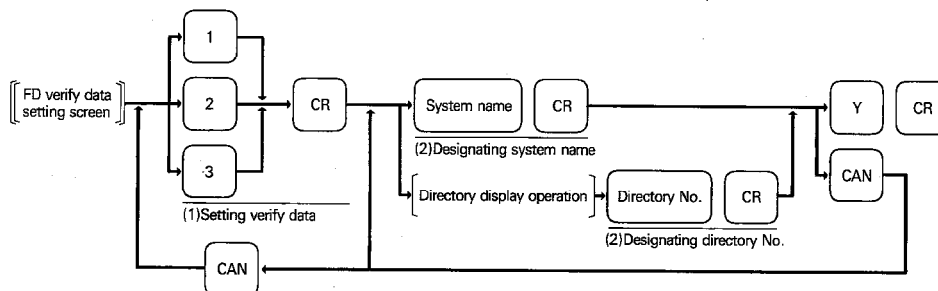 1
FD verify data
setting screen
2
CR
3
(1)Setting verify data
System name
CR
(2)Designating system name
Directory display operation
Directory No.
CR
(2)Designating directory No.
Y
CR
CAN
CAN